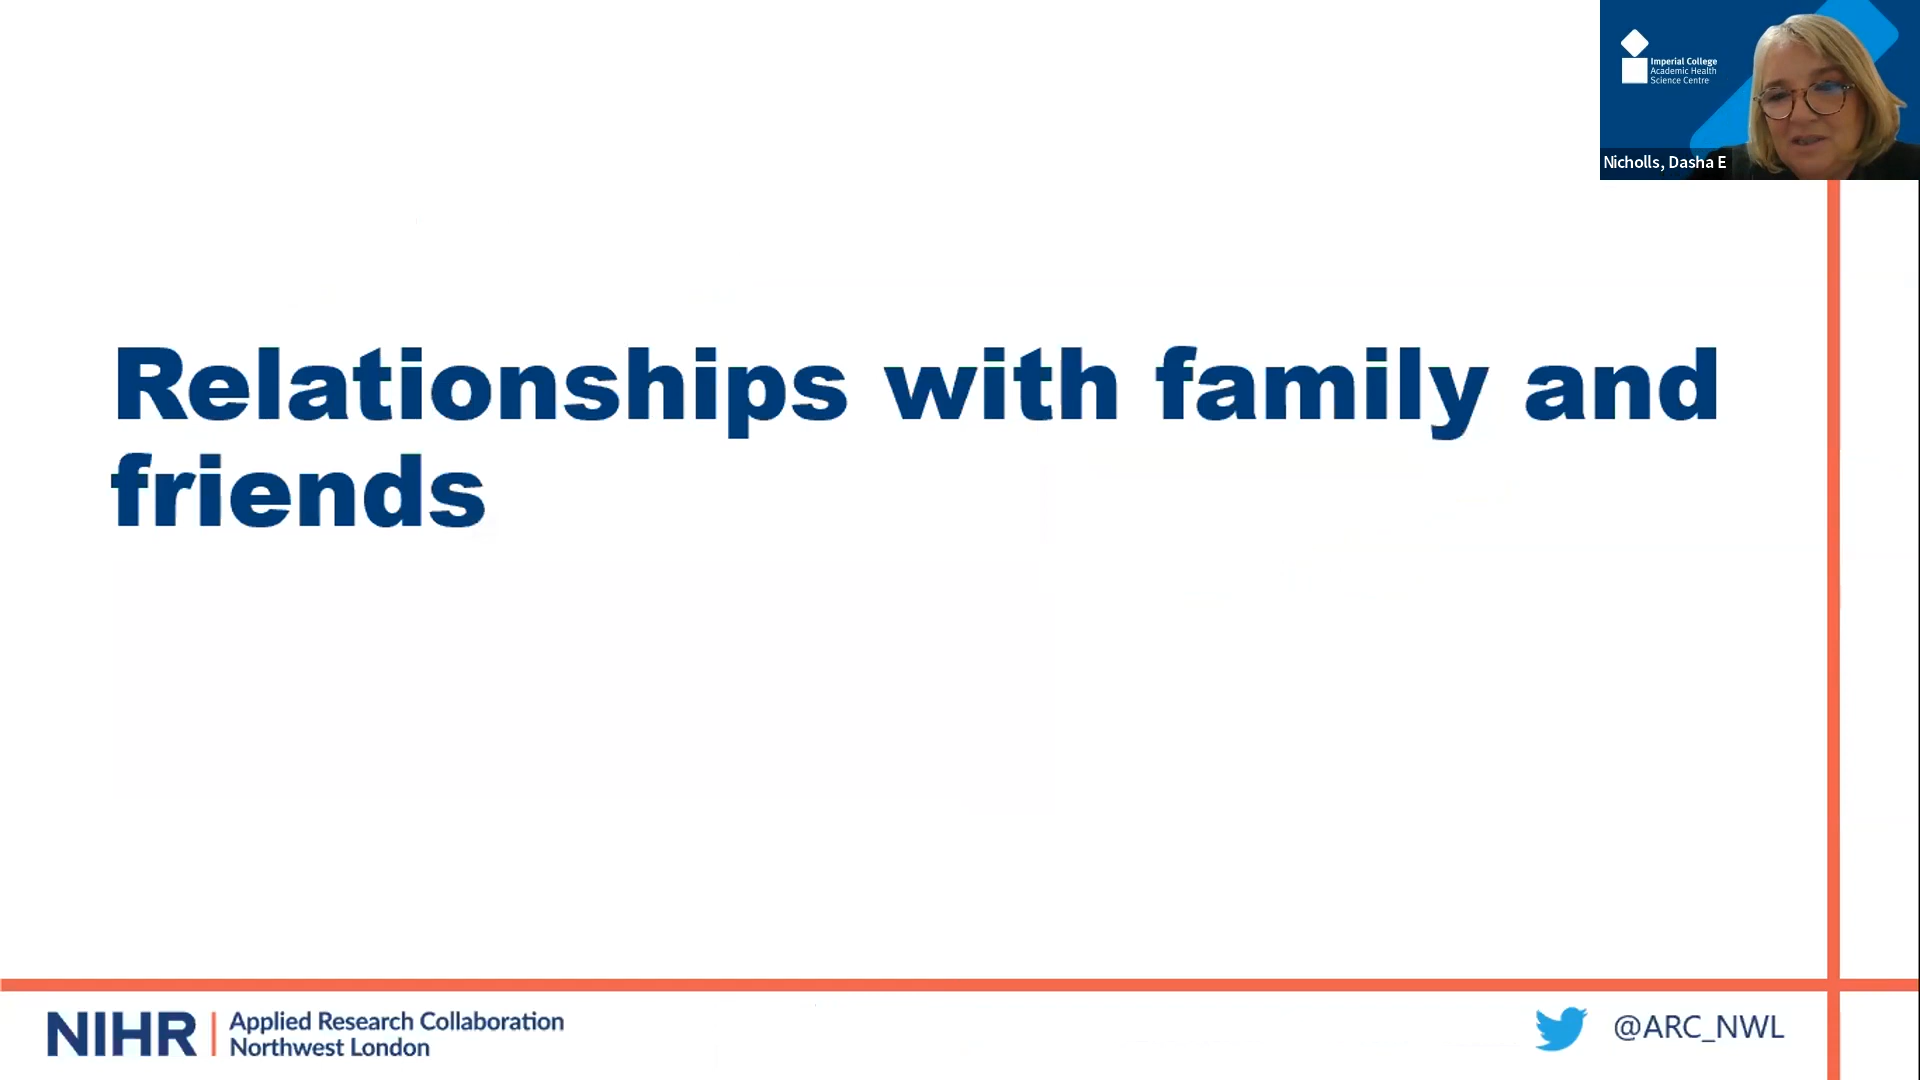 Imperial College
Academic Health
Science Centre
Nicholls, Dasha E
Relationships with family and
friends
NIHR | Applied Research Collaboration
Northwest London
@ARC_NWL